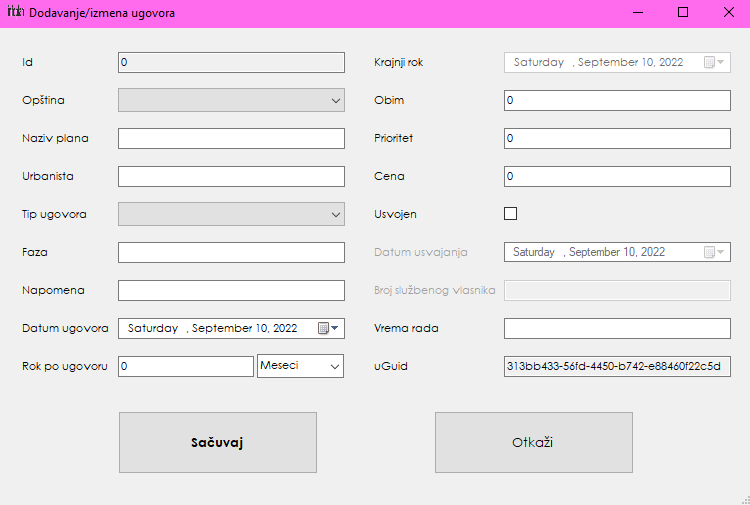 Dodavanje/izmena ugovora
Id 0
Opština
Naziv plana
Urbanista
Tip ugovora
Faza
Napomena
Datum ugovora Saturday , September 10, 2022
Rok po ugovoru 0 Meseci
Krajnji rok Saturday , September 10, 2022
Obim 0
Prioritet 0
Cena 0
Usvojen
Datum usvajanja Saturday , September 10, 2022
Broj službenog vlasnika
Vrema rada
uGuid 313bb433-56fd-4450-b742-e88460f22c5d
Sačuvaj
Otkaži